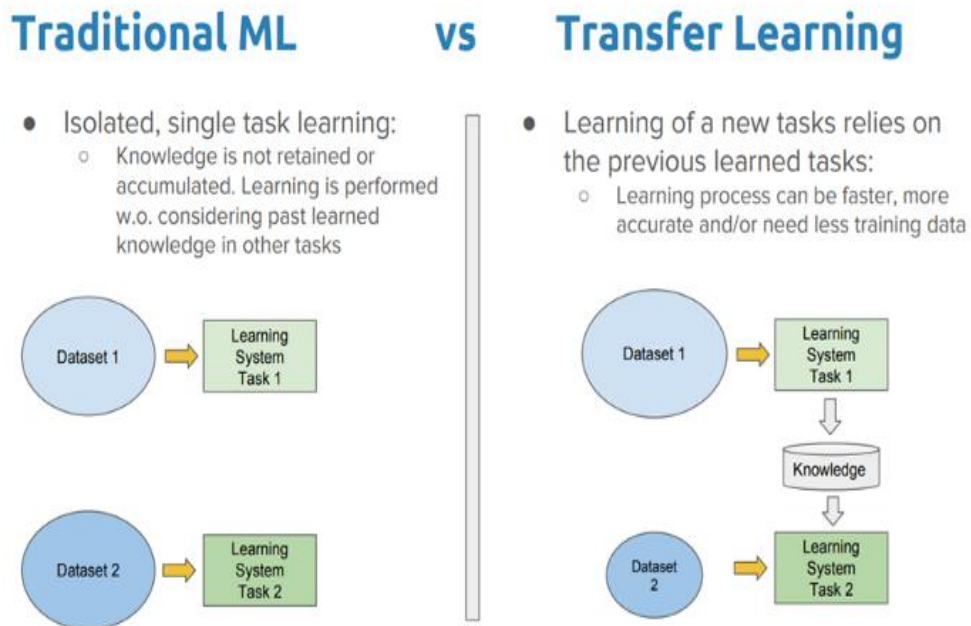 Traditional ML vs Transfer Learning
● Isolated, single task learning:
○ Knowledge is not retained or
accumulated. Learning is performed
w.o. considering past learned
knowledge in other tasks
Dataset 1
Learning
System
Task 1
Dataset 2
Learning
System
Task 2
● Learning of a new tasks relies on
the previous learned tasks:
○ Learning process can be faster, more
accurate and/or need less training data
Dataset 1
Learning
System
Task 1
Knowledge
Dataset
2
Learning
System
Task 2